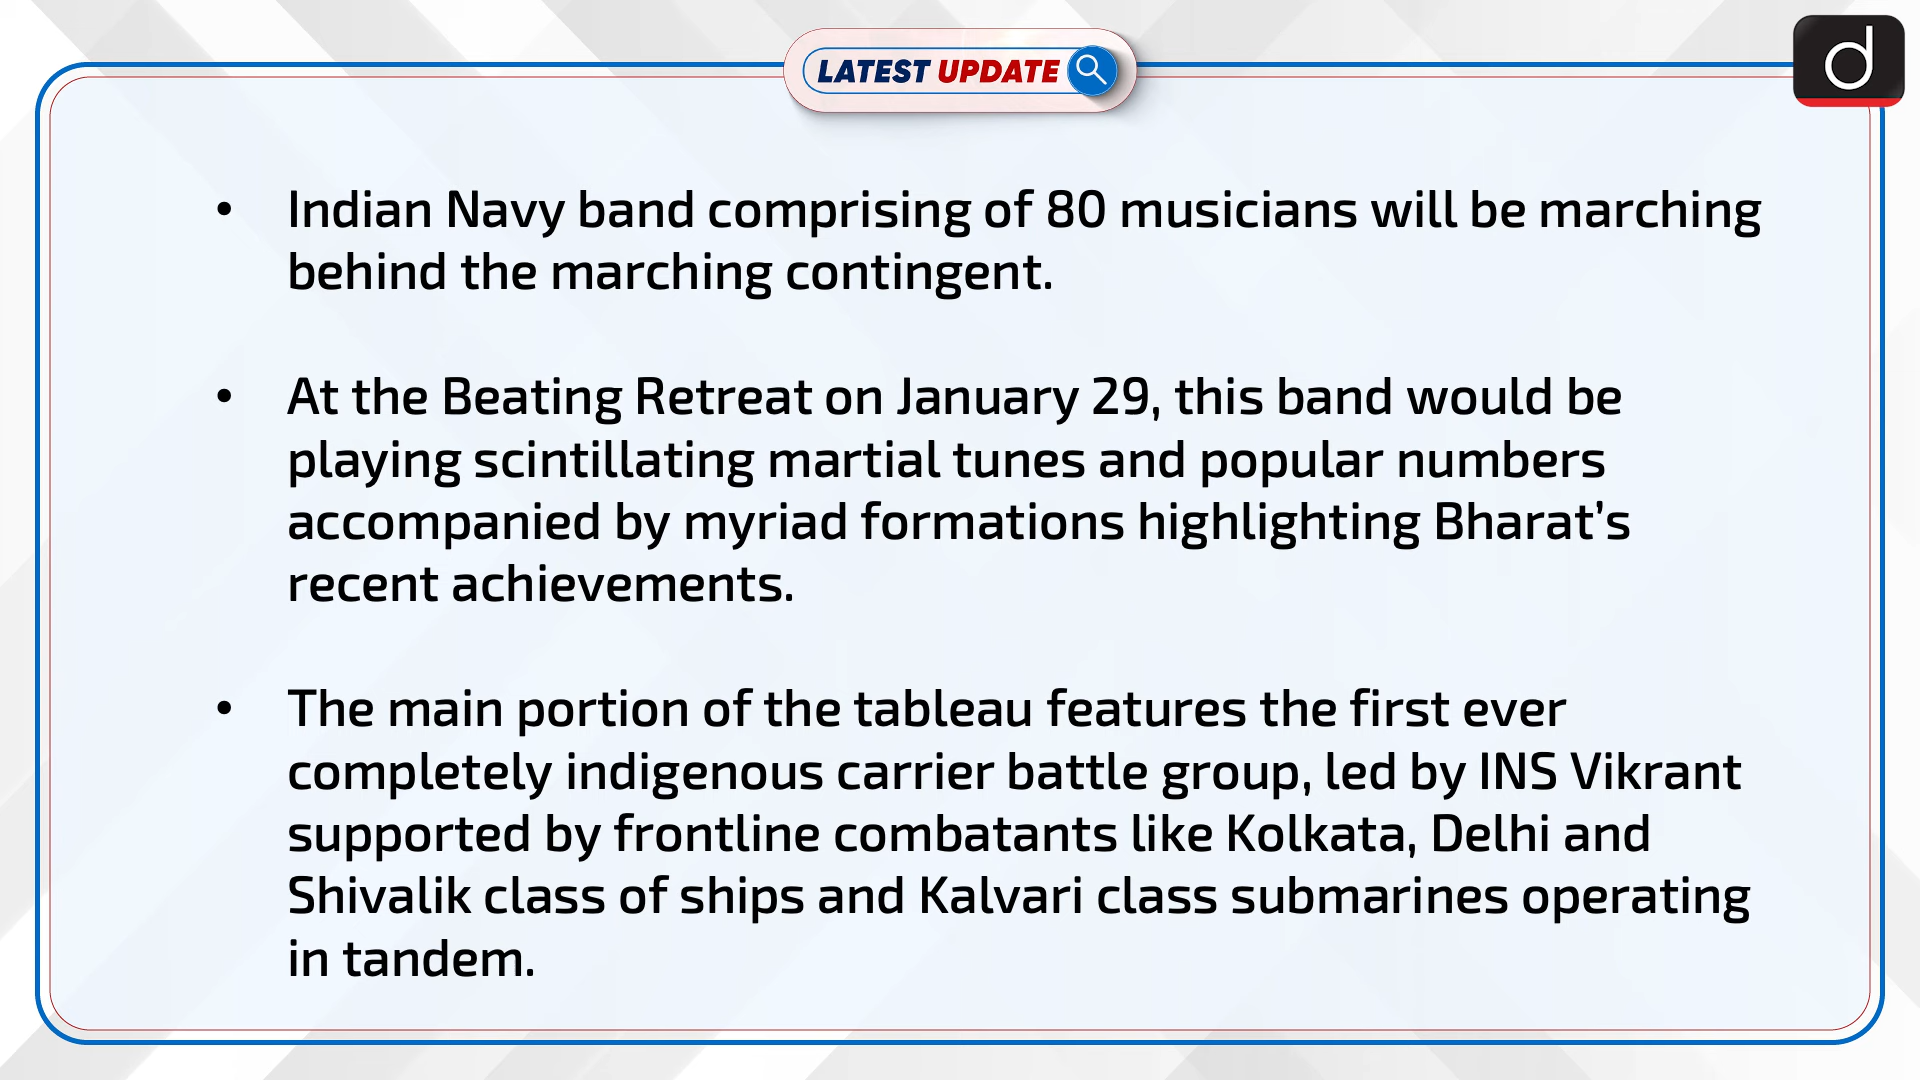 LATEST UPDATE
d
• Indian Navy band comprising of 80 musicians will be marching
behind the marching contingent.
• At the Beating Retreat on January 29, this band would be
playing scintillating martial tunes and popular numbers
accompanied by myriad formations highlighting Bharat’s
recent achievements.
• The main portion of the tableau features the first ever
completely indigenous carrier battle group, led by INS Vikrant
supported by frontline combatants like Kolkata, Delhi and
Shivalik class of ships and Kalvari class submarines operating
in tandem.